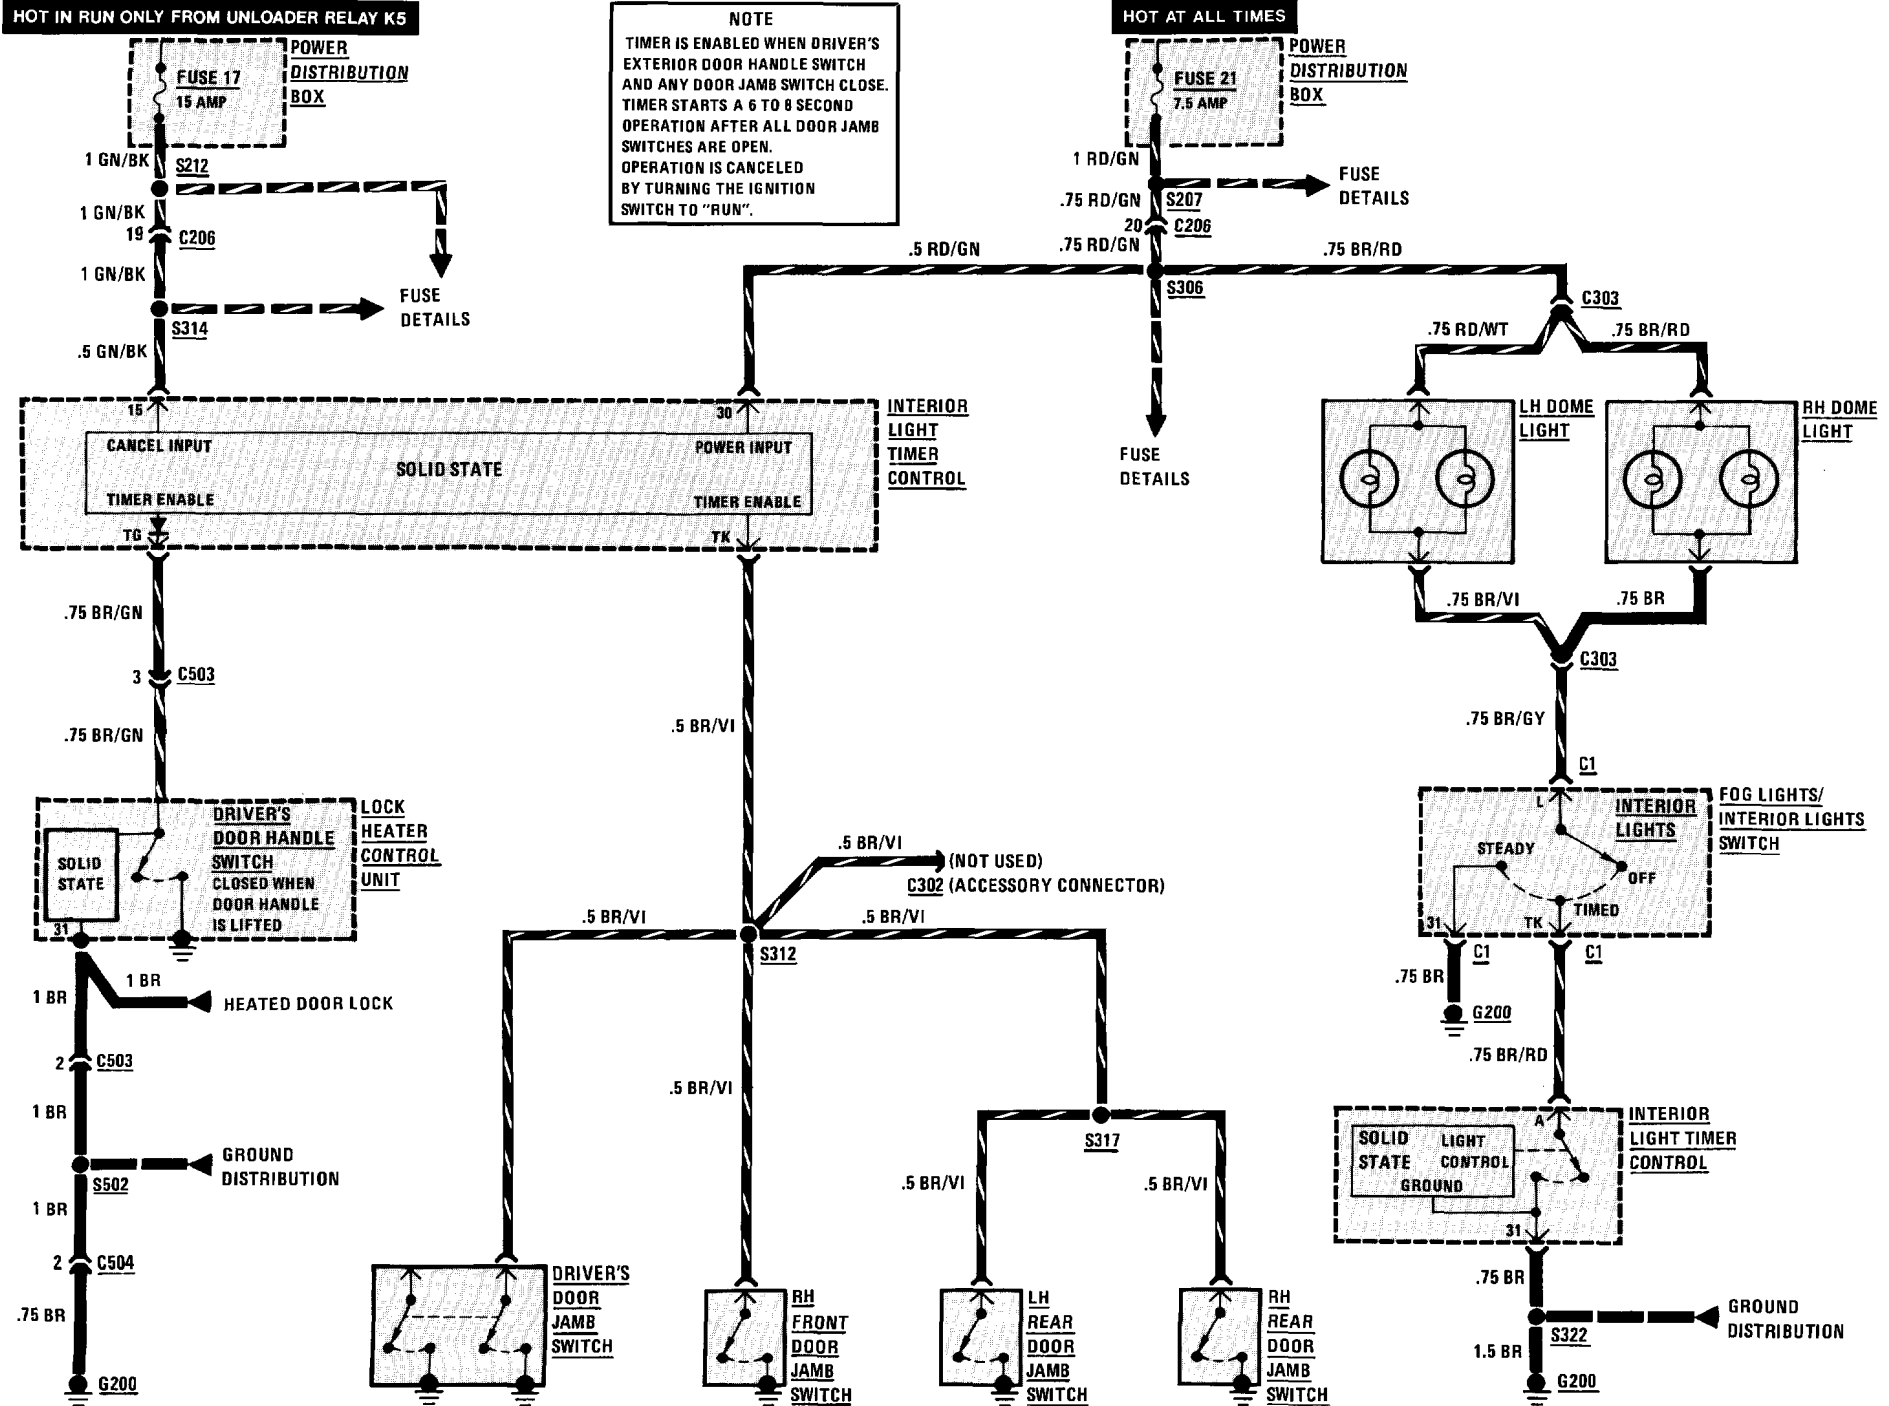 HOT IN RUN ONLY FROM UNLOADER RELAY K5
POWER
DISTRIBUTION
BOX
FUSE 17
15 AMP
1 GN/BK
S212
1 GN/BK
19
C206
1 GN/BK
FUSE
DETAILS
S314
.5 GN/BK
NOTE
TIMER IS ENABLED WHEN DRIVER'S
EXTERIOR DOOR HANDLE SWITCH
AND ANY DOOR JAMB SWITCH CLOSE.
TIMER STARTS A 6 TO 8 SECOND
OPERATION AFTER ALL DOOR JAMB
SWITCHES ARE OPEN.
OPERATION IS CANCELED
BY TURNING THE IGNITION
SWITCH TO "RUN".
HOT AT ALL TIMES
POWER
DISTRIBUTION
BOX
FUSE 21
7.5 AMP
1 RD/GN
FUSE
DETAILS
.75 RD/GN
S207
20
C206
.75 RD/GN
.5 RD/GN
.75 BR/RD
S306
C303
.75 RD/WT
.75 BR/RD
FUSE
DETAILS
15
CANCEL INPUT
30
POWER INPUT
SOLID STATE
TIMER ENABLE
TIMER ENABLE
TG
TK
INTERIOR
LIGHT
TIMER
CONTROL
LH DOME
LIGHT
RH DOME
LIGHT
.75 BR/VI
.75 BR
C303
.75 BR/GN
3
C503
.75 BR/GN
.5 BR/VI
.75 BR/GY
C1
L
INTERIOR
LIGHTS
STEADY
OFF
TIMED
31
TK
FOG LIGHTS/
INTERIOR LIGHTS
SWITCH
C1
C1
.75 BR
G200
.75 BR/RD
DRIVER'S
DOOR HANDLE
SWITCH
CLOSED WHEN
DOOR HANDLE
IS LIFTED
SOLID
STATE
31
LOCK
HEATER
CONTROL
UNIT
1 BR
1 BR
HEATED DOOR LOCK
2
C503
1 BR
GROUND
DISTRIBUTION
S502
1 BR
2
C504
.75 BR
G200
.5 BR/VI
(NOT USED)
C302 (ACCESSORY CONNECTOR)
.5 BR/VI
.5 BR/VI
S312
.5 BR/VI
S317
.5 BR/VI
.5 BR/VI
DRIVER'S
DOOR
JAMB
SWITCH
RH
FRONT
DOOR
JAMB
SWITCH
LH
REAR
DOOR
JAMB
SWITCH
RH
REAR
DOOR
JAMB
SWITCH
A
SOLID
STATE
LIGHT
CONTROL
GROUND
31
INTERIOR
LIGHT TIMER
CONTROL
.75 BR
GROUND
DISTRIBUTION
S322
1.5 BR
G200